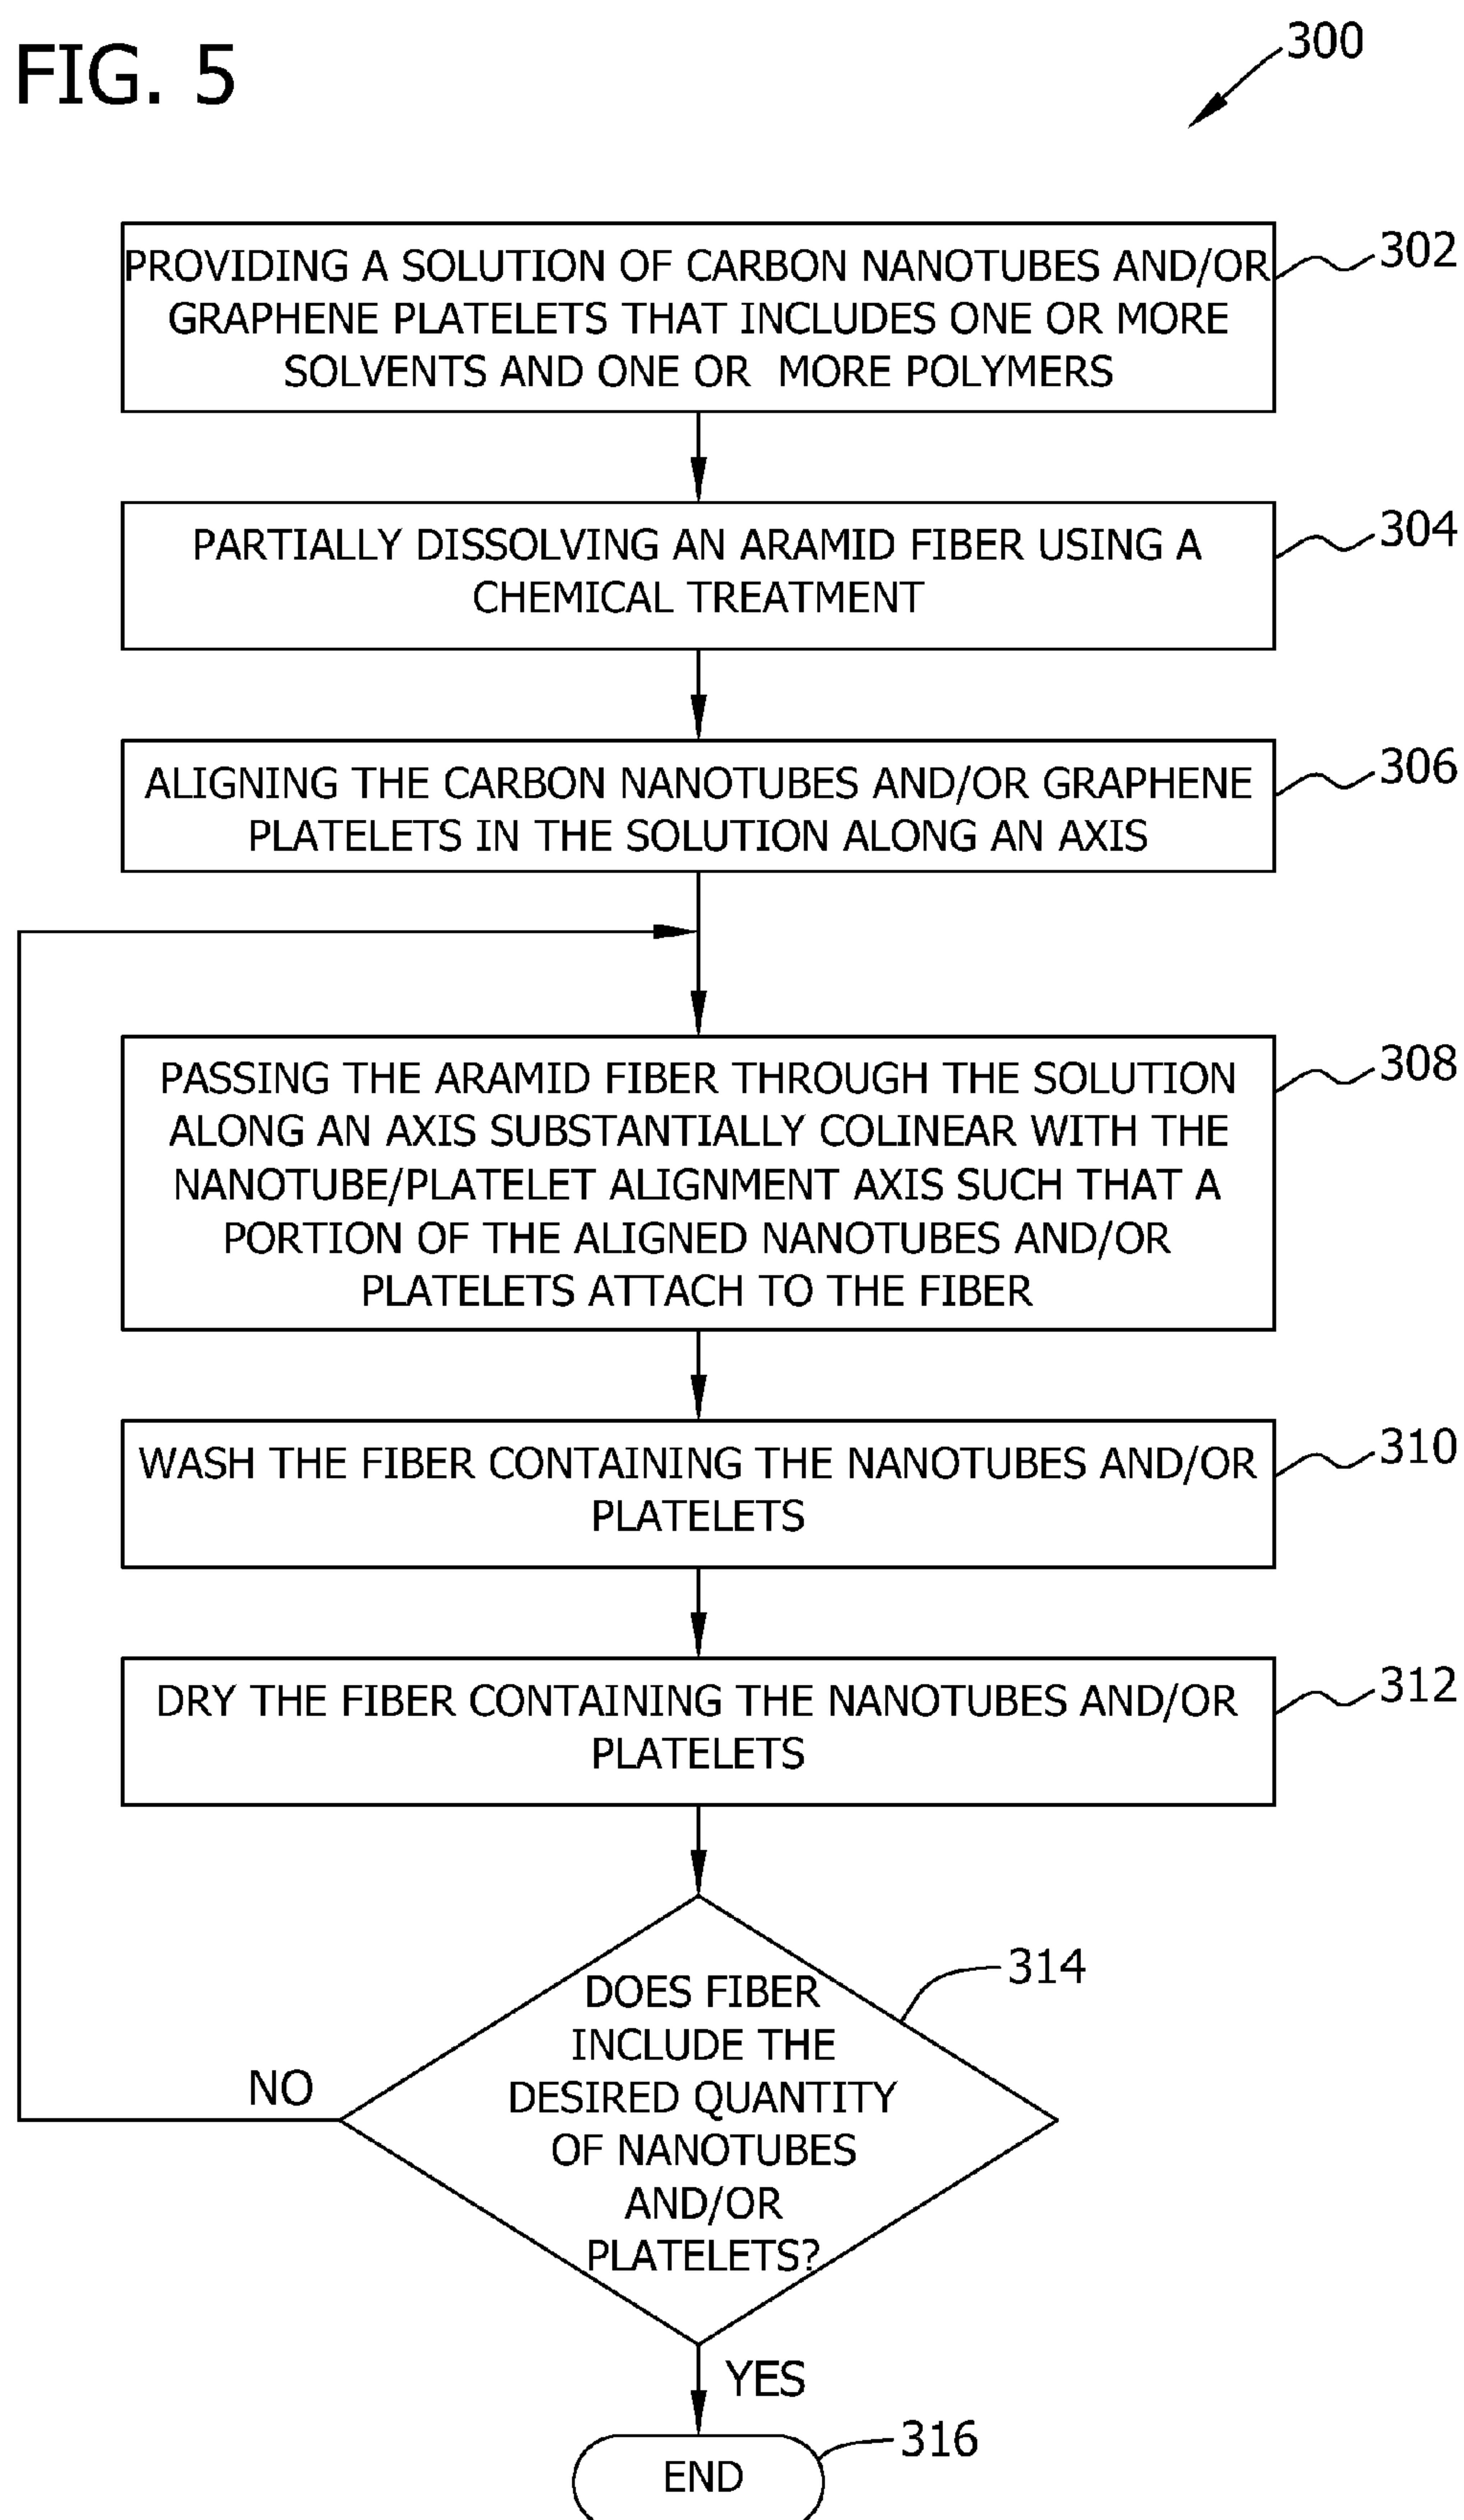 FIG. 5
300
PROVIDING A SOLUTION OF CARBON NANOTUBES AND/OR
GRAPHENE PLATELETS THAT INCLUDES ONE OR MORE
SOLVENTS AND ONE OR MORE POLYMERS
302
PARTIALLY DISSOLVING AN ARAMID FIBER USING A
CHEMICAL TREATMENT
304
ALIGNING THE CARBON NANOTUBES AND/OR GRAPHENE
PLATELETS IN THE SOLUTION ALONG AN AXIS
306
PASSING THE ARAMID FIBER THROUGH THE SOLUTION
ALONG AN AXIS SUBSTANTIALLY COLINEAR WITH THE
NANOTUBE/PLATELET ALIGNMENT AXIS SUCH THAT A
PORTION OF THE ALIGNED NANOTUBES AND/OR
PLATELETS ATTACH TO THE FIBER
308
WASH THE FIBER CONTAINING THE NANOTUBES AND/OR
PLATELETS
310
DRY THE FIBER CONTAINING THE NANOTUBES AND/OR
PLATELETS
312
DOES FIBER
INCLUDE THE
DESIRED QUANTITY
OF NANOTUBES
AND/OR
PLATELETS?
314
NO
YES
END
316